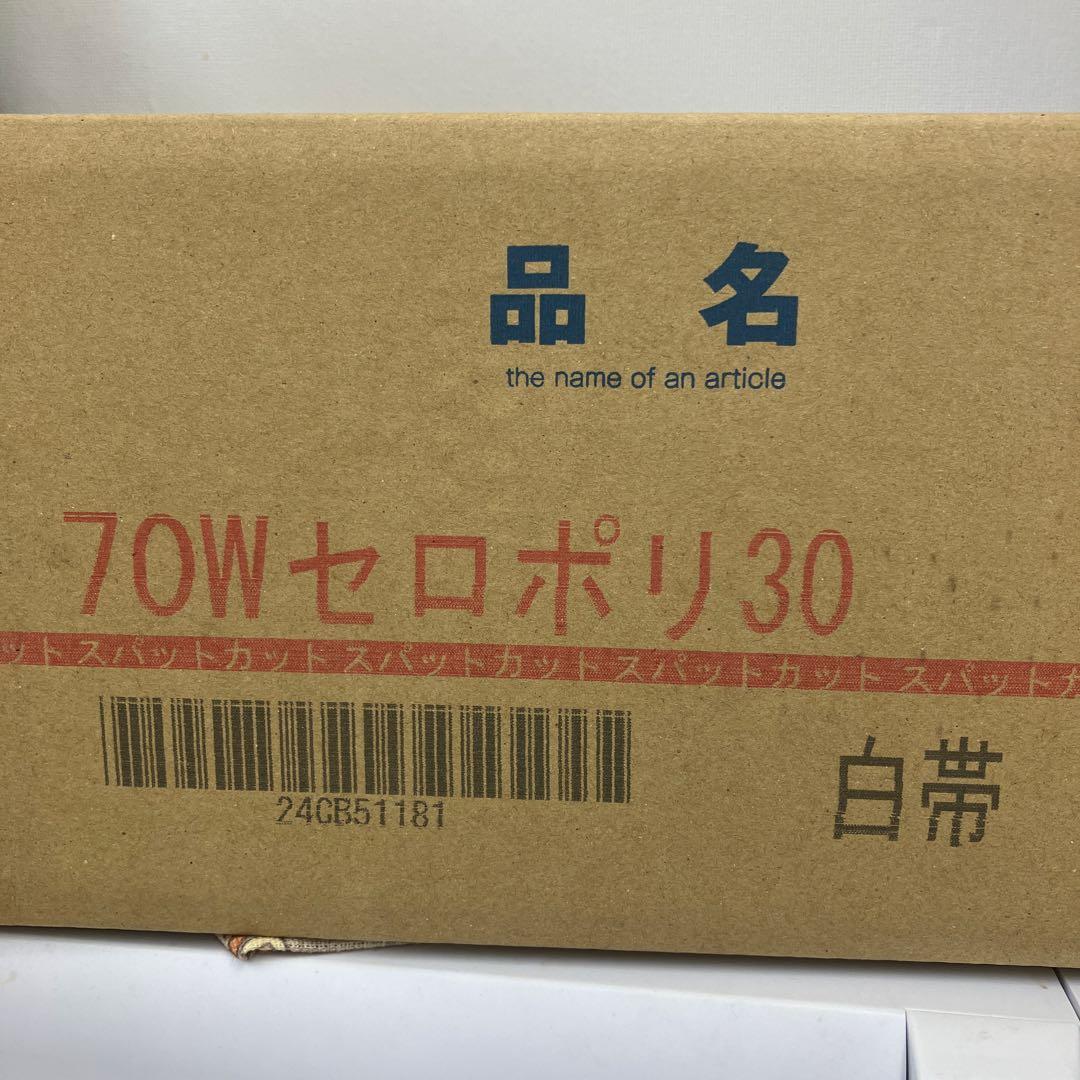 品 名
the name of an article
70Wセロポリ30
ットスパットカット スパットカット スパットカット スパットカ
24GB51181
白帯